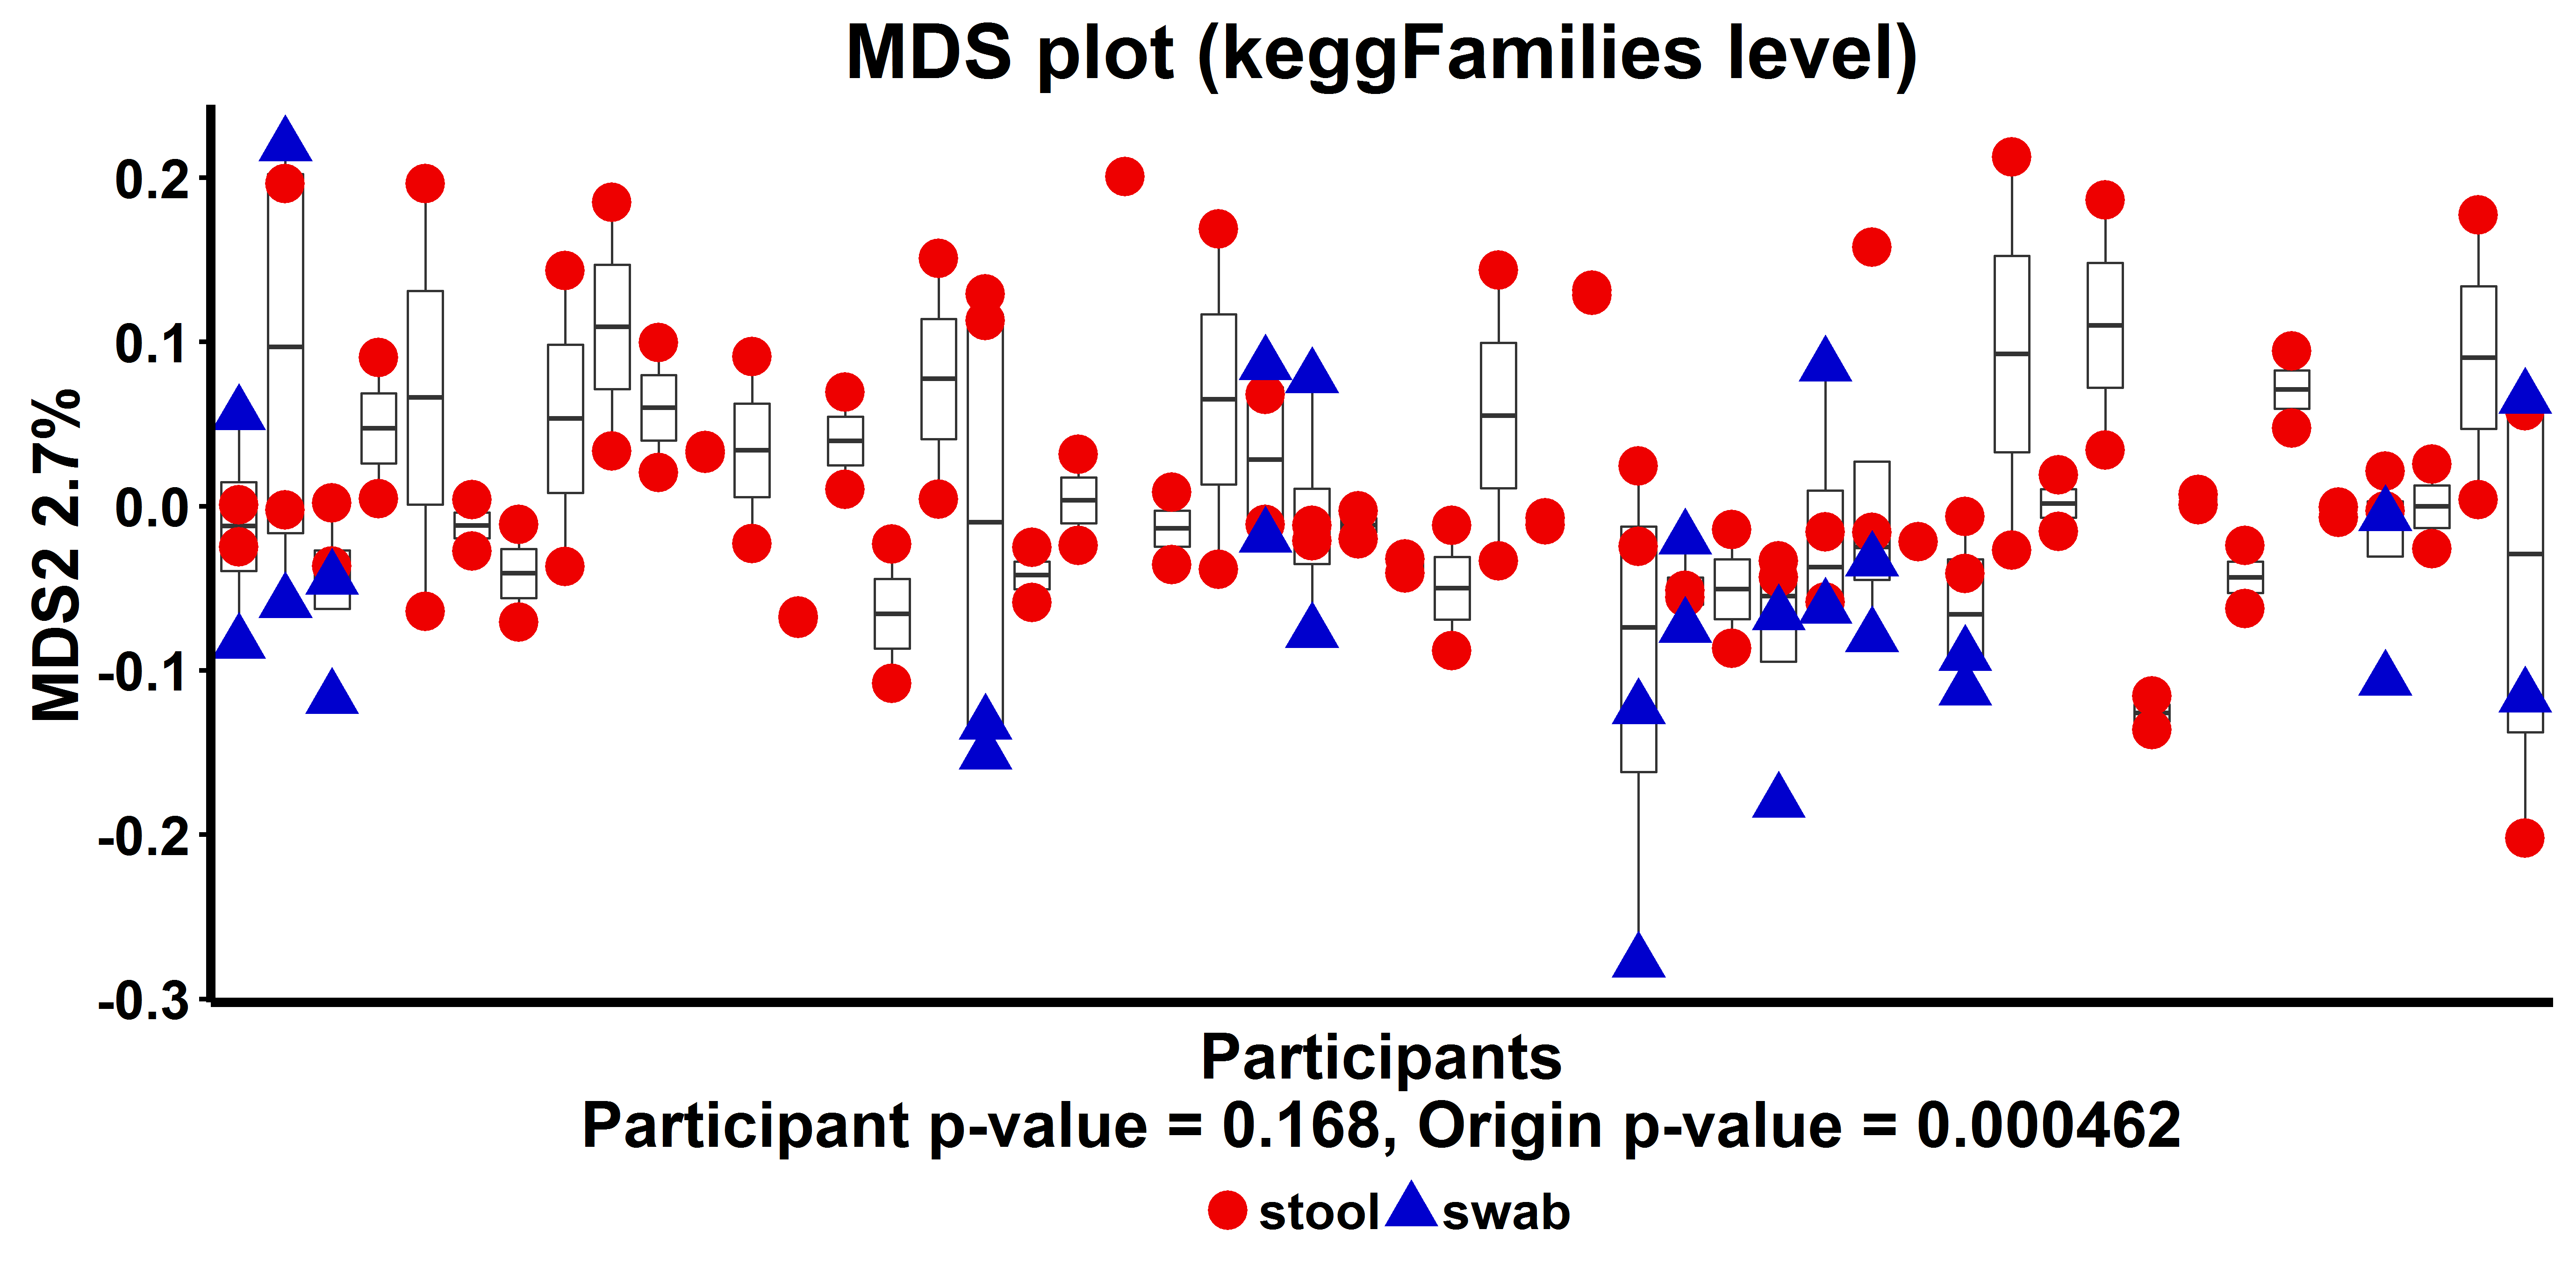 MDS plot (keggFamilies level)
MDS2 2.7%
0.2
0.1
0.0
-0.1
-0.2
-0.3
Participants
Participant p-value = 0.168, Origin p-value = 0.000462
stool swab